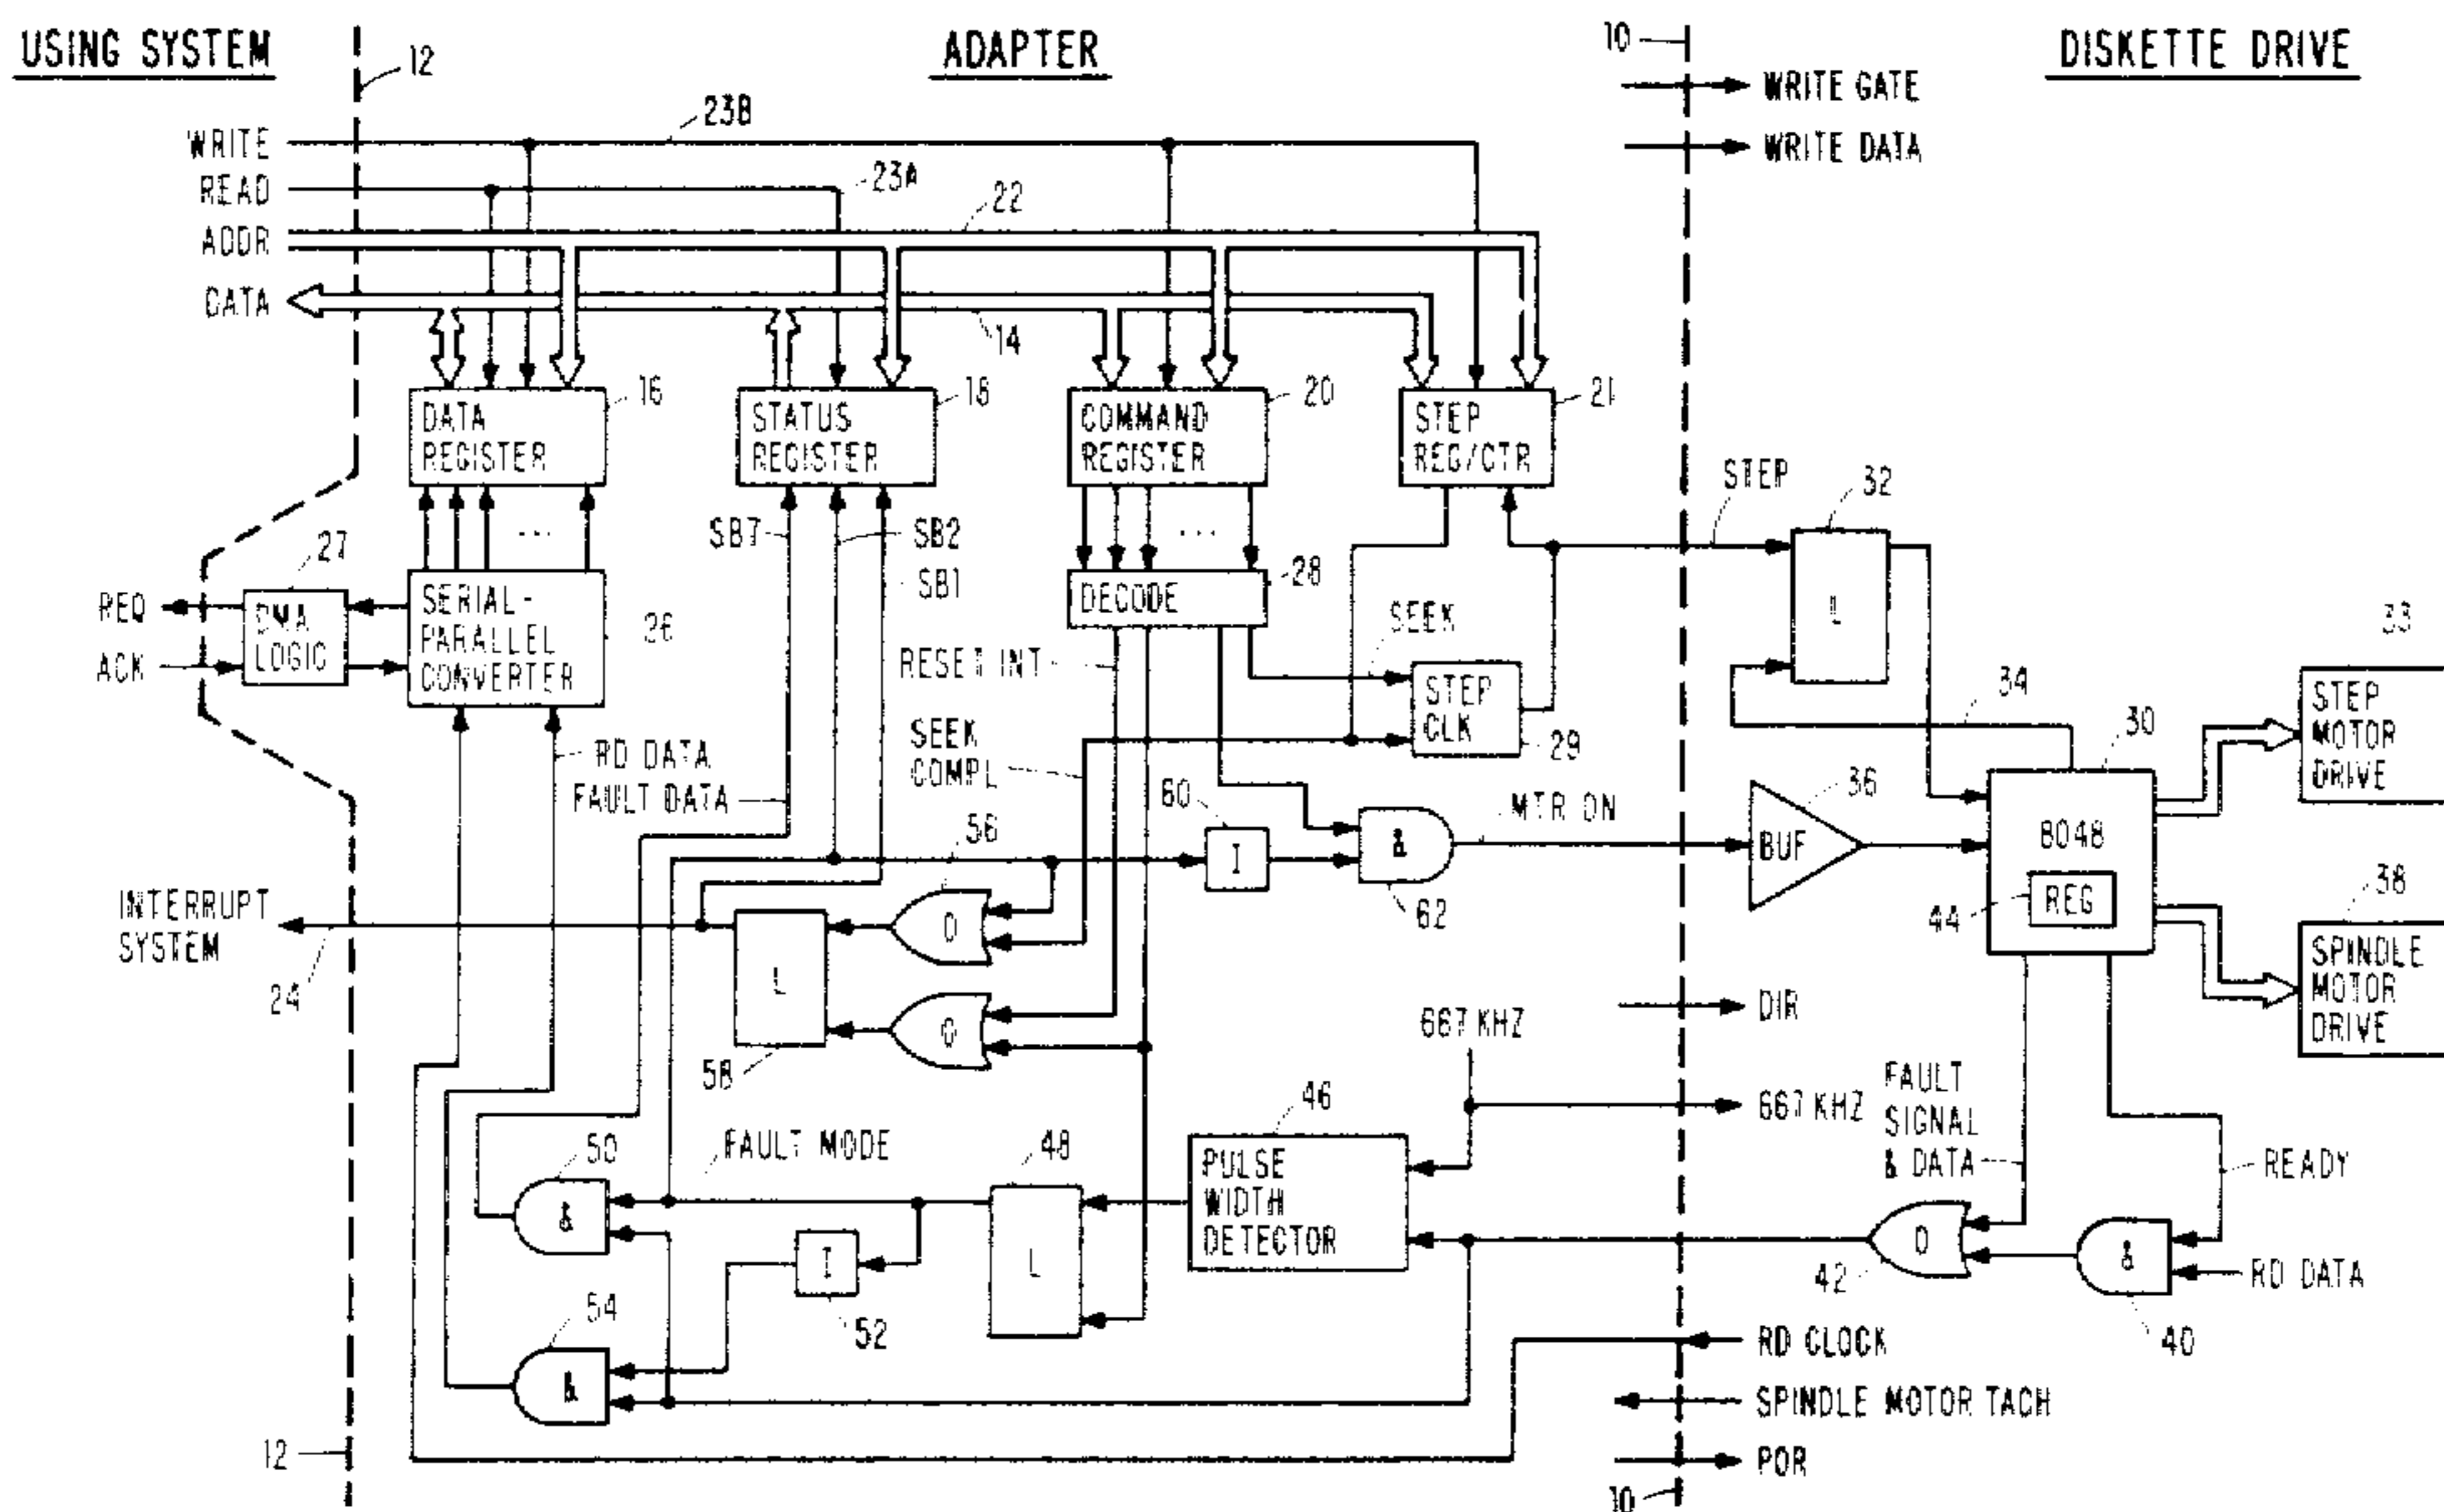 USING SYSTEM
12
ADAPTER
10
DISKETTE DRIVE
WRITE GATE
WRITE DATA
WRITE
23B
READ
23A
ADDR
22
DATA
14
DATA
REGISTER
16
STATUS
REGISTER
18
COMMAND
REGISTER
20
STEP
REG/CTR
21
STEP
32
L
SB7
SB2
SB1
...
...
27
REQ
ACK
DMA
LOGIC
SERIAL-
PARALLEL
CONVERTER
26
DECODE
28
SEEK
RESET INT
STEP
CLK
29
33
STEP
MOTOR
DRIVE
34
30
RD DATA
FAULT DATA
SEEK
COMPL
60
MTR ON
36
BUF
8048
44
REG
38
SPINDLE
MOTOR
DRIVE
56
I
&
62
INTERRUPT
SYSTEM
24
L
O
O
58
667 KHZ
DIR
667 KHZ
FAULT
SIGNAL
& DATA
READY
50
FAULT MODE
48
46
PULSE
WIDTH
DETECTOR
&
I
52
L
O
42
&
40
RD DATA
54
&
RD CLOCK
SPINDLE MOTOR TACH
POR
12
10